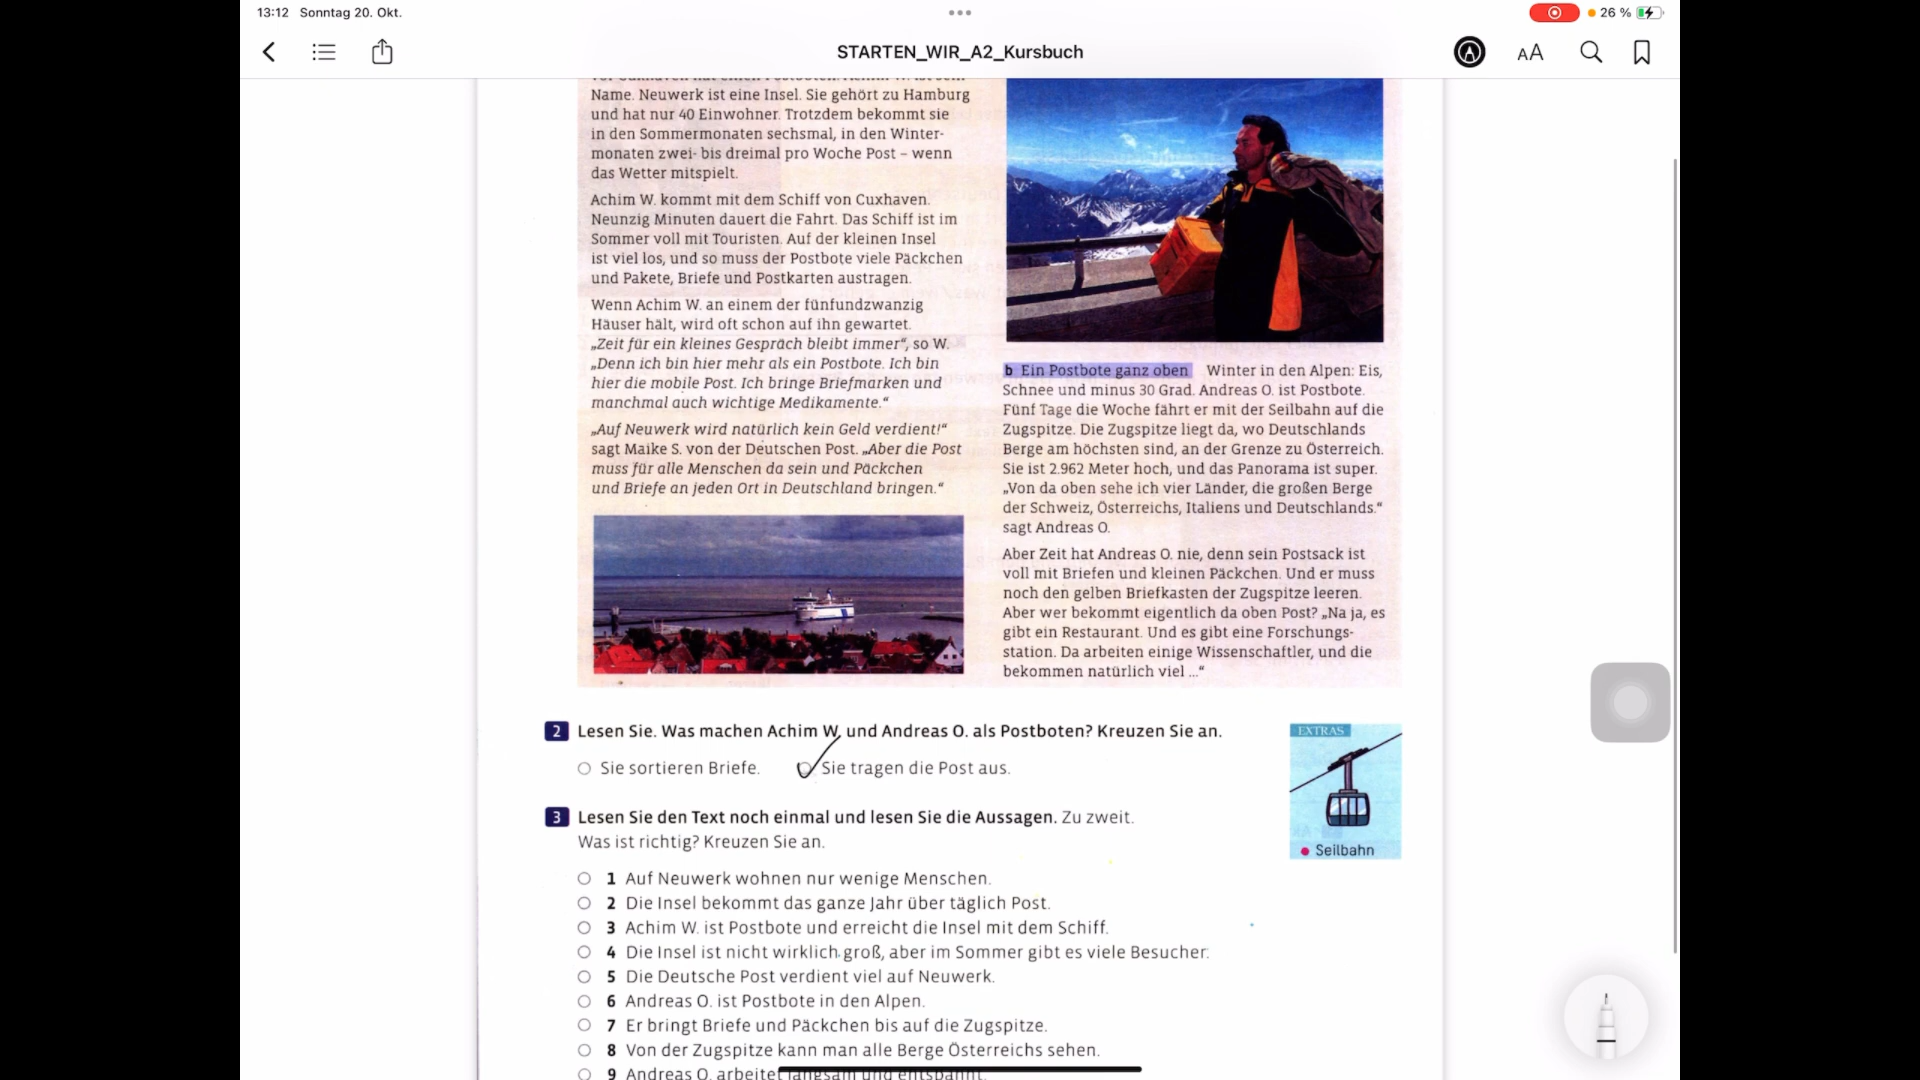 13:12 Sonntag 20. Okt.
26 %
STARTEN_WIR_A2_Kursbuch
AA
Name. Neuwerk ist eine Insel. Sie gehört zu Hamburg
und hat nur 40 Einwohner. Trotzdem bekommt sie
in den Sommermonaten sechsmal, in den Winter-
monaten zwei- bis dreimal pro Woche Post – wenn
das Wetter mitspielt.
Achim W. kommt mit dem Schiff von Cuxhaven.
Neunzig Minuten dauert die Fahrt. Das Schiff ist im
Sommer voll mit Touristen. Auf der kleinen Insel
ist viel los, und so muss der Postbote viele Päckchen
und Pakete, Briefe und Postkarten austragen.
Wenn Achim W. an einem der fünfundzwanzig
Häuser hält, wird oft schon auf ihn gewartet.
„Zeit für ein kleines Gespräch bleibt immer“, so W.
„Denn ich bin hier mehr als ein Postbote. Ich bin
hier die mobile Post. Ich bringe Briefmarken und
manchmal auch wichtige Medikamente.“
„Auf Neuwerk wird natürlich kein Geld verdient!“
sagt Maike S. von der Deutschen Post. „Aber die Post
muss für alle Menschen da sein und Päckchen
und Briefe an jeden Ort in Deutschland bringen.“
b Ein Postbote ganz oben Winter in den Alpen: Eis,
Schnee und minus 30 Grad. Andreas O. ist Postbote.
Fünf Tage die Woche fährt er mit der Seilbahn auf die
Zugspitze. Die Zugspitze liegt da, wo Deutschlands
Berge am höchsten sind, an der Grenze zu Österreich.
Sie ist 2.962 Meter hoch, und das Panorama ist super.
„Von da oben sehe ich vier Länder, die großen Berge
der Schweiz, Österreichs, Italiens und Deutschlands.“
sagt Andreas O.
Aber Zeit hat Andreas O. nie, denn sein Postsack ist
voll mit Briefen und kleinen Päckchen. Und er muss
noch den gelben Briefkasten der Zugspitze leeren.
Aber wer bekommt eigentlich da oben Post? „Na ja, es
gibt ein Restaurant. Und es gibt eine Forschungs-
station. Da arbeiten einige Wissenschaftler, und die
bekommen natürlich viel ...“
2 Lesen Sie. Was machen Achim W. und Andreas O. als Postboten? Kreuzen Sie an.
Sie sortieren Briefe. Sie tragen die Post aus.
EXTRAS
Seilbahn
3 Lesen Sie den Text noch einmal und lesen Sie die Aussagen. Zu zweit.
Was ist richtig? Kreuzen Sie an.
1 Auf Neuwerk wohnen nur wenige Menschen.
2 Die Insel bekommt das ganze Jahr über täglich Post.
3 Achim W. ist Postbote und erreicht die Insel mit dem Schiff.
4 Die Insel ist nicht wirklich groß, aber im Sommer gibt es viele Besucher.
5 Die Deutsche Post verdient viel auf Neuwerk.
6 Andreas O. ist Postbote in den Alpen.
7 Er bringt Briefe und Päckchen bis auf die Zugspitze.
8 Von der Zugspitze kann man alle Berge Österreichs sehen.
9 Andreas O. arbeitet langsam und entspannt.